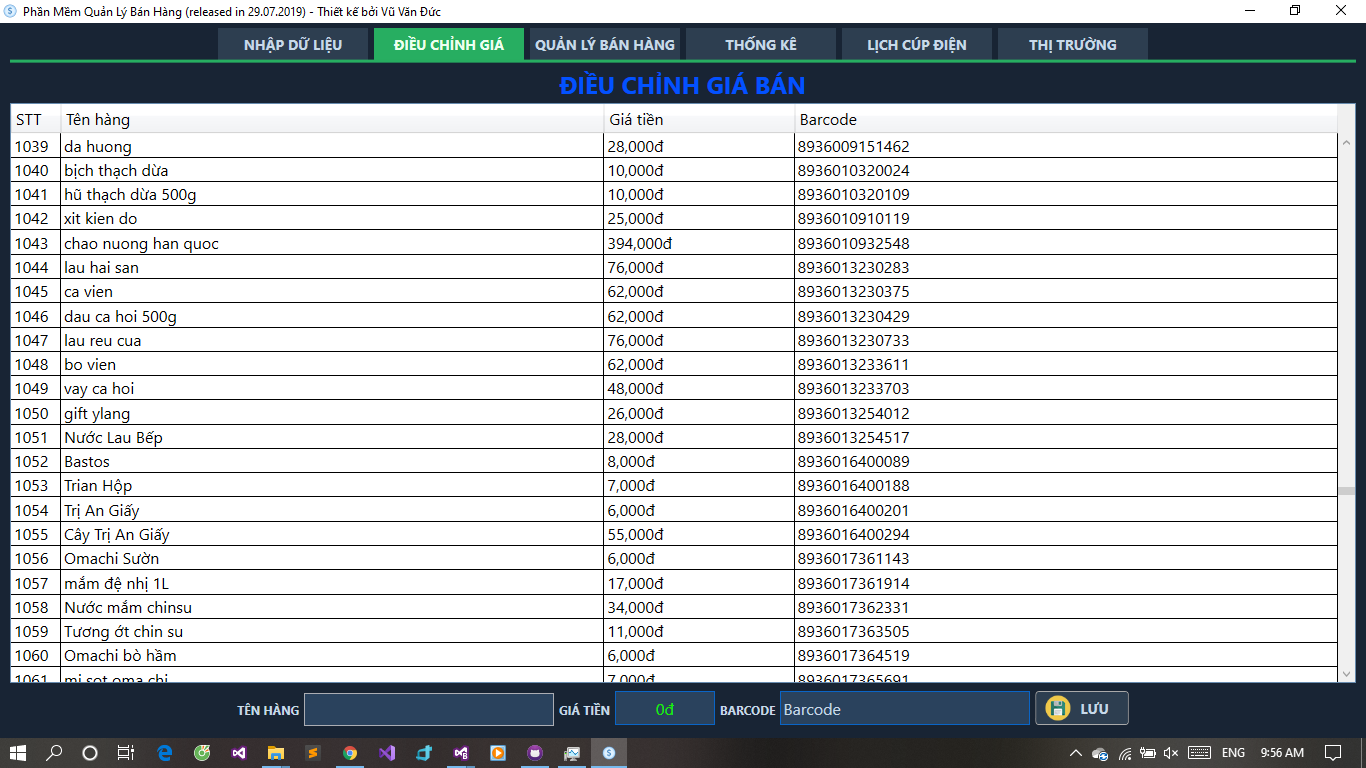 Phần Mềm Quản Lý Bán Hàng (released in 29.07.2019) - Thiết kế bởi Vũ Văn Đức
NHẬP DỮ LIỆU ĐIỀU CHỈNH GIÁ QUẢN LÝ BÁN HÀNG THỐNG KÊ LỊCH CÚP ĐIỆN THỊ TRƯỜNG
ĐIỀU CHỈNH GIÁ BÁN
STT Tên hàng Giá tiền Barcode
1039 da huong 28,000đ 8936009151462
1040 bịch thạch dừa 10,000đ 8936010320024
1041 hũ thạch dừa 500g 10,000đ 8936010320109
1042 xit kien do 25,000đ 8936010910119
1043 chao nuong han quoc 394,000đ 8936010932548
1044 lau hai san 76,000đ 8936013230283
1045 ca vien 62,000đ 8936013230375
1046 dau ca hoi 500g 62,000đ 8936013230429
1047 lau reu cua 76,000đ 8936013230733
1048 bo vien 62,000đ 8936013233611
1049 vay ca hoi 48,000đ 8936013233703
1050 gift ylang 26,000đ 8936013254012
1051 Nước Lau Bếp 28,000đ 8936013254517
1052 Bastos 8,000đ 8936016400089
1053 Trian Hộp 7,000đ 8936016400188
1054 Trị An Giấy 6,000đ 8936016400201
1055 Cây Trị An Giấy 55,000đ 8936016400294
1056 Omachi Sườn 6,000đ 8936017361143
1057 mắm đệ nhị 1L 17,000đ 8936017361914
1058 Nước mắm chinsu 34,000đ 8936017362331
1059 Tương ớt chin su 11,000đ 8936017363505
1060 Omachi bò hầm 6,000đ 8936017364519
1061 mi sot oma chi 7,000đ 8936017365691
TÊN HÀNG GIÁ TIỀN 0đ BARCODE Barcode LƯU
ENG 9:56 AM